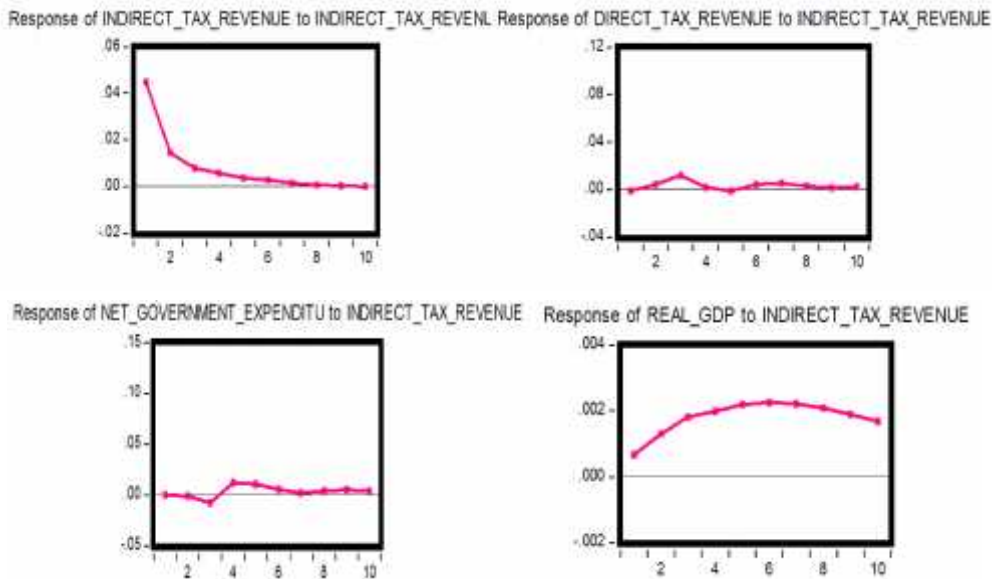 Response of INDIRECT_TAX_REVENUE to INDIRECT_TAX_REVENL
.06
.04
.02
.00
-.02
2 4 6 8 10
Response of DIRECT_TAX_REVENUE to INDIRECT_TAX_REVENUE
.12
.08
.04
.00
-.04
2 4 6 8 10
Response of NET_GOVERNMENT_EXPENDITU to INDIRECT_TAX_REVENUE
.15
.10
.05
.00
-.05
2 4 6 8 10
Response of REAL_GDP to INDIRECT_TAX_REVENUE
.004
.002
.000
-.002
2 4 6 8 10